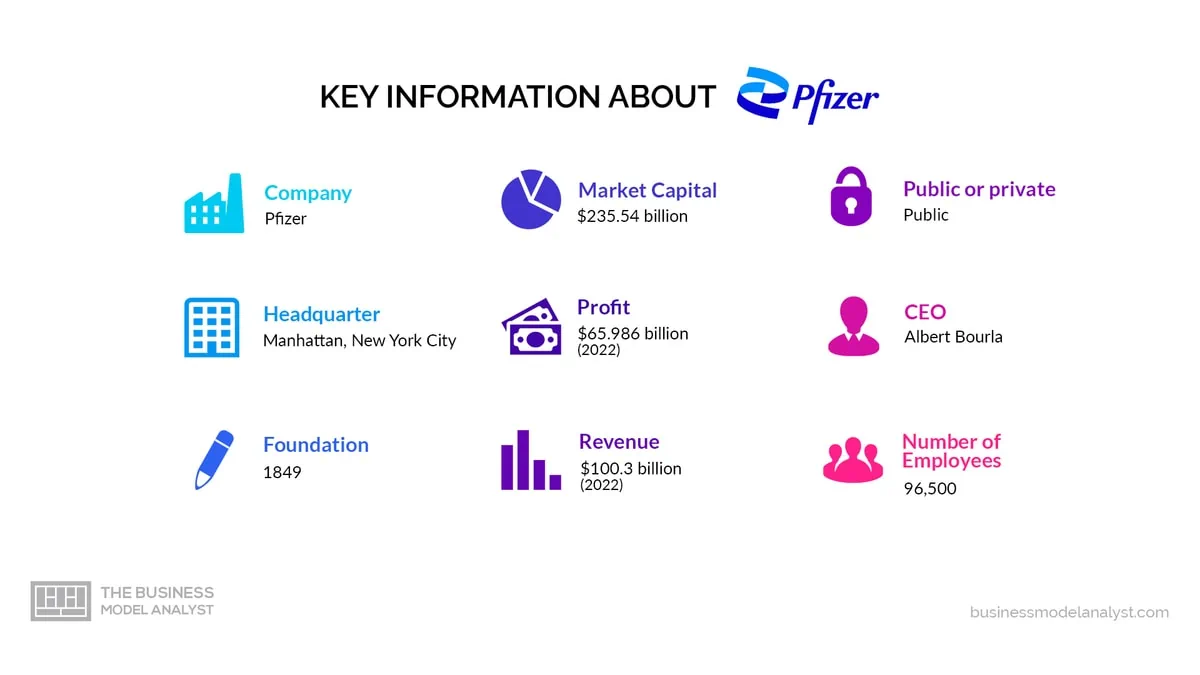 KEY INFORMATION ABOUT Pfizer
Company
Pfizer
Market Capital
$235.54 billion
Public or private
Public
Headquarter
Manhattan, New York City
Profit
$65.986 billion
(2022)
CEO
Albert Bourla
Foundation
1849
Revenue
$100.3 billion
(2022)
Number of
Employees
96,500
THE BUSINESS
MODEL ANALYST
businessmodelanalyst.com